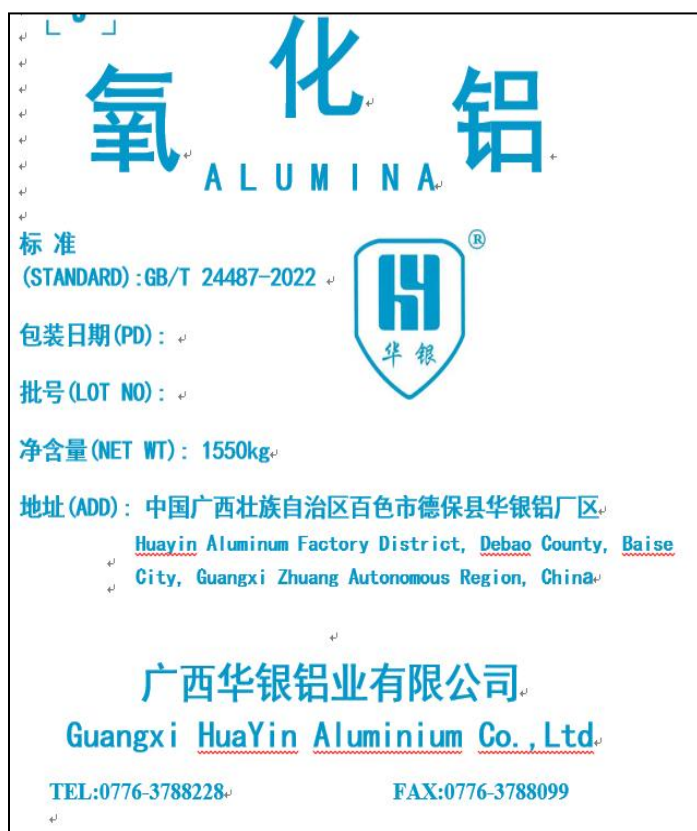 氧化铝
ALUMINA
标 准
(STANDARD):GB/T 24487-2022
®
华银
包装日期(PD):
批号(LOT NO):
净含量(NET WT): 1550kg
地址(ADD): 中国广西壮族自治区百色市德保县华银铝厂区
Huayin Aluminum Factory District, Debao County, Baise
City, Guangxi Zhuang Autonomous Region, China
广西华银铝业有限公司
Guangxi HuaYin Aluminium Co.,Ltd
TEL:0776-3788228 FAX:0776-3788099